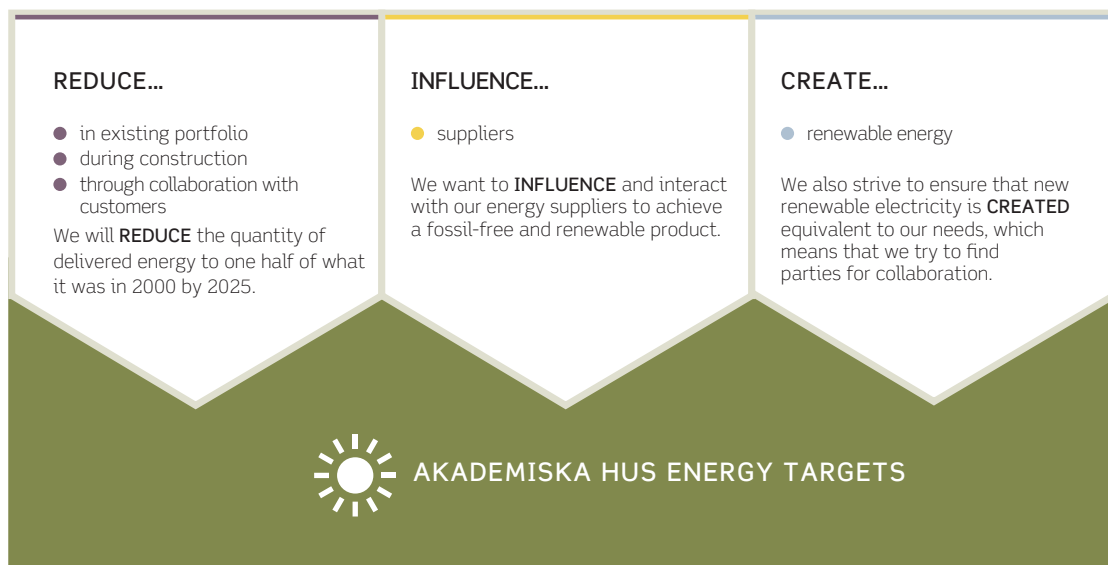 REDUCE...
in existing portfolio
during construction
through collaboration with
customers
We will REDUCE the quantity of
delivered energy to one half of what
it was in 2000 by 2025.
INFLUENCE...
suppliers
We want to INFLUENCE and interact
with our energy suppliers to achieve
a fossil-free and renewable product.
CREATE...
renewable energy
We also strive to ensure that new
renewable electricity is CREATED
equivalent to our needs, which
means that we try to find
parties for collaboration.
AKADEMISKA HUS ENERGY TARGETS